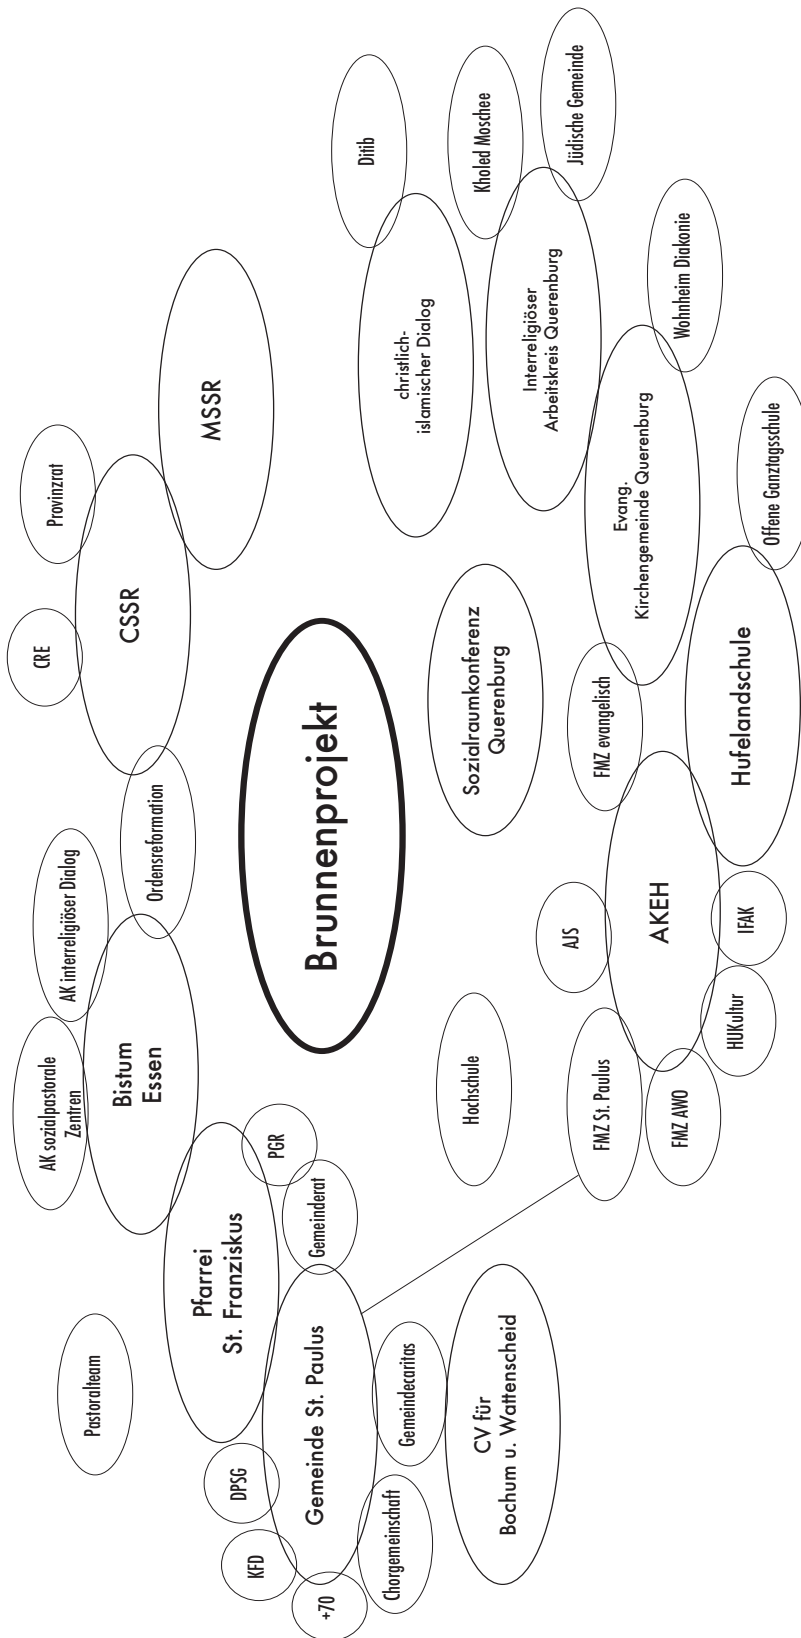 AK sozialpastorale
Zentren
AK interreligiöser Dialog
CRE
Provinzrat
Pastoralteam
Bistum
Essen
Ordensreformation
CSSR
MSSR
Pfarrei
St. Franziskus
PGR
DPSG
KFD
+70
Gemeinde St. Paulus
Gemeinderat
Brunnenprojekt
Ditib
christlich-
islamischer Dialog
Chorgemeinschaft
Gemeindecaritas
CV für
Bochum u. Wattenscheid
Hochschule
Sozialraumkonferenz
Querenburg
Kholed Moschee
Interreligiöser
Arbeitskreis Querenburg
Jüdische Gemeinde
AJS
FMZ evangelisch
FMZ St. Paulus
FMZ AWO
AKEH
Evang.
Kirchengemeinde Querenburg
Wohnheim Diakonie
HUKultur
IFAK
Hufelandschule
Offene Ganztagsschule